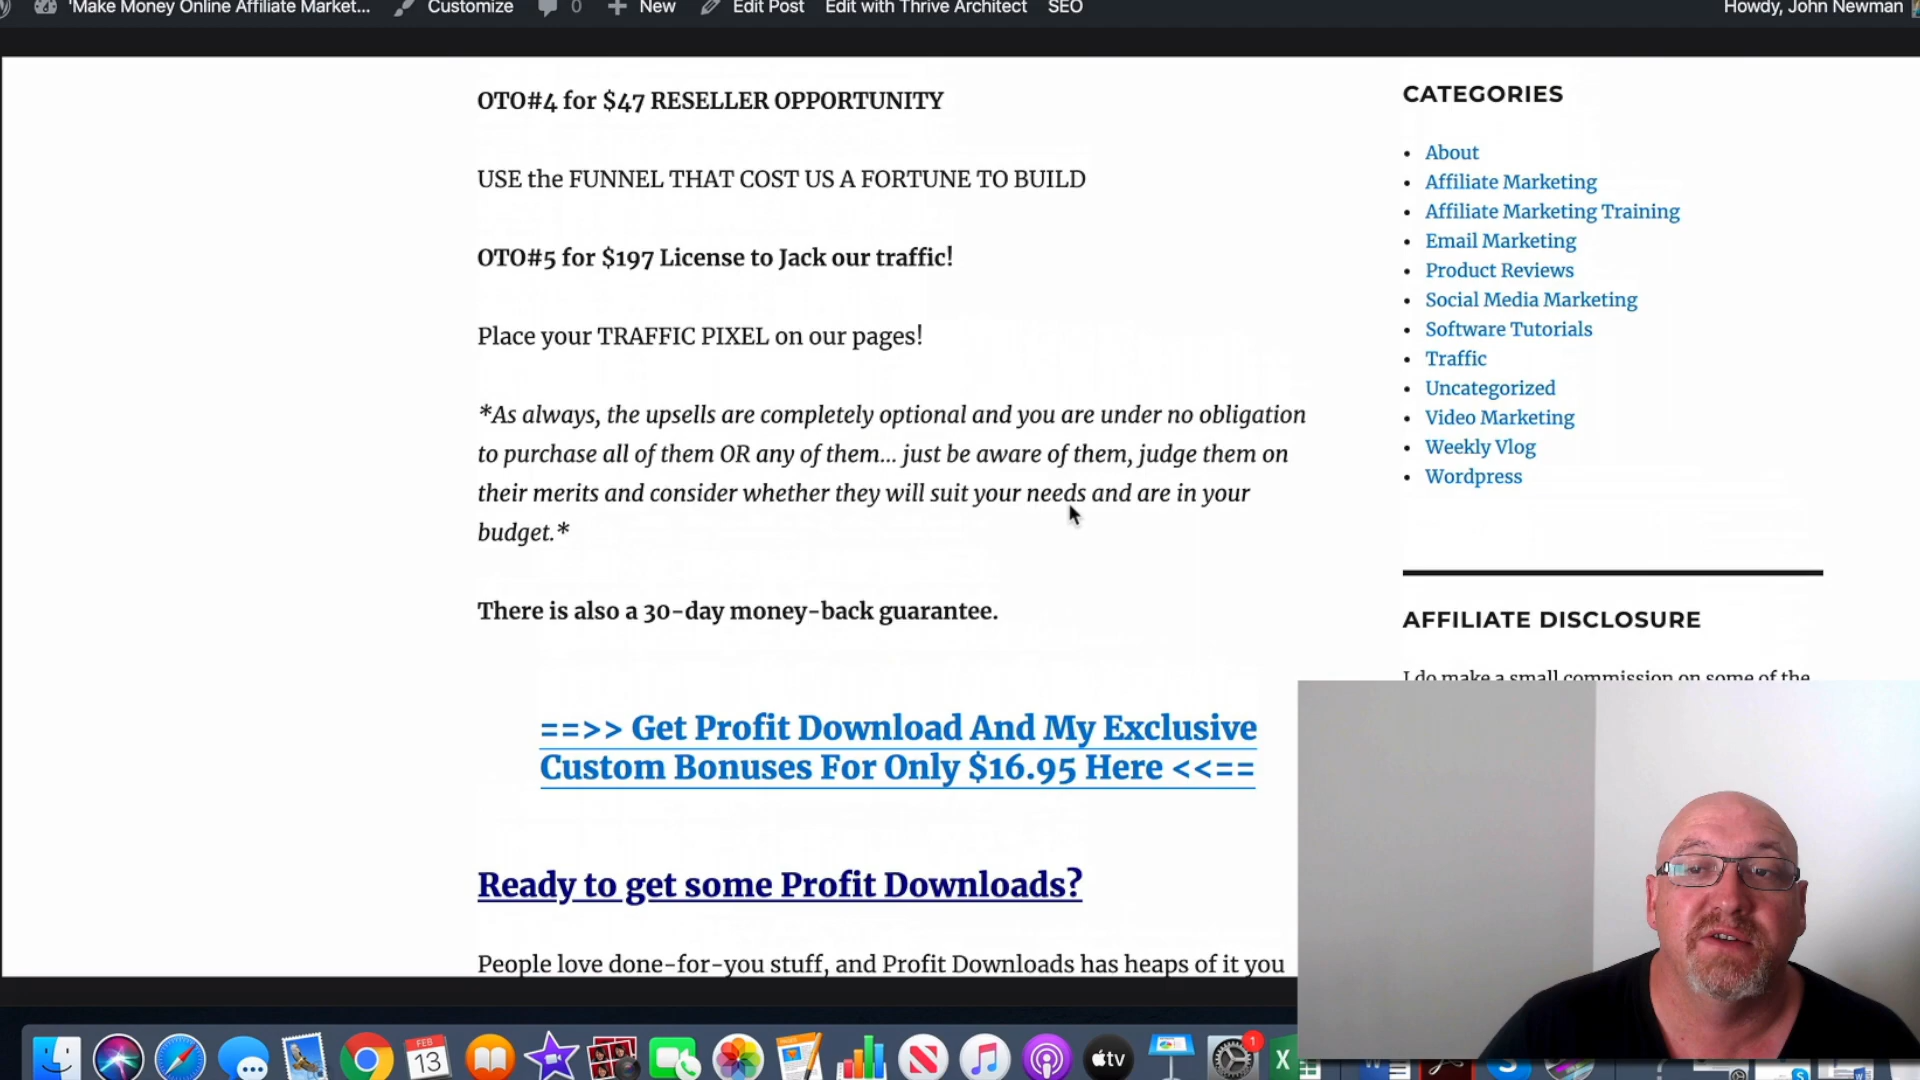 'Make Money Online Affiliate Market... Customize 0 New Edit Post Edit with Thrive Architect SEO Howdy, John Newman
OTO#4 for $47 RESELLER OPPORTUNITY
USE the FUNNEL THAT COST US A FORTUNE TO BUILD
OTO#5 for $197 License to Jack our traffic!
Place your TRAFFIC PIXEL on our pages!
*As always, the upsells are completely optional and you are under no obligation
to purchase all of them OR any of them... just be aware of them, judge them on
their merits and consider whether they will suit your needs and are in your
budget.*
There is also a 30-day money-back guarantee.
==>> Get Profit Download And My Exclusive
Custom Bonuses For Only $16.95 Here <<==
Ready to get some Profit Downloads?
People love done-for-you stuff, and Profit Downloads has heaps of it you
CATEGORIES
About
Affiliate Marketing
Affiliate Marketing Training
Email Marketing
Product Reviews
Social Media Marketing
Software Tutorials
Traffic
Uncategorized
Video Marketing
Weekly Vlog
Wordpress
AFFILIATE DISCLOSURE
I do make a small commission on some of the
FEB
13
tv
1
X
W
S